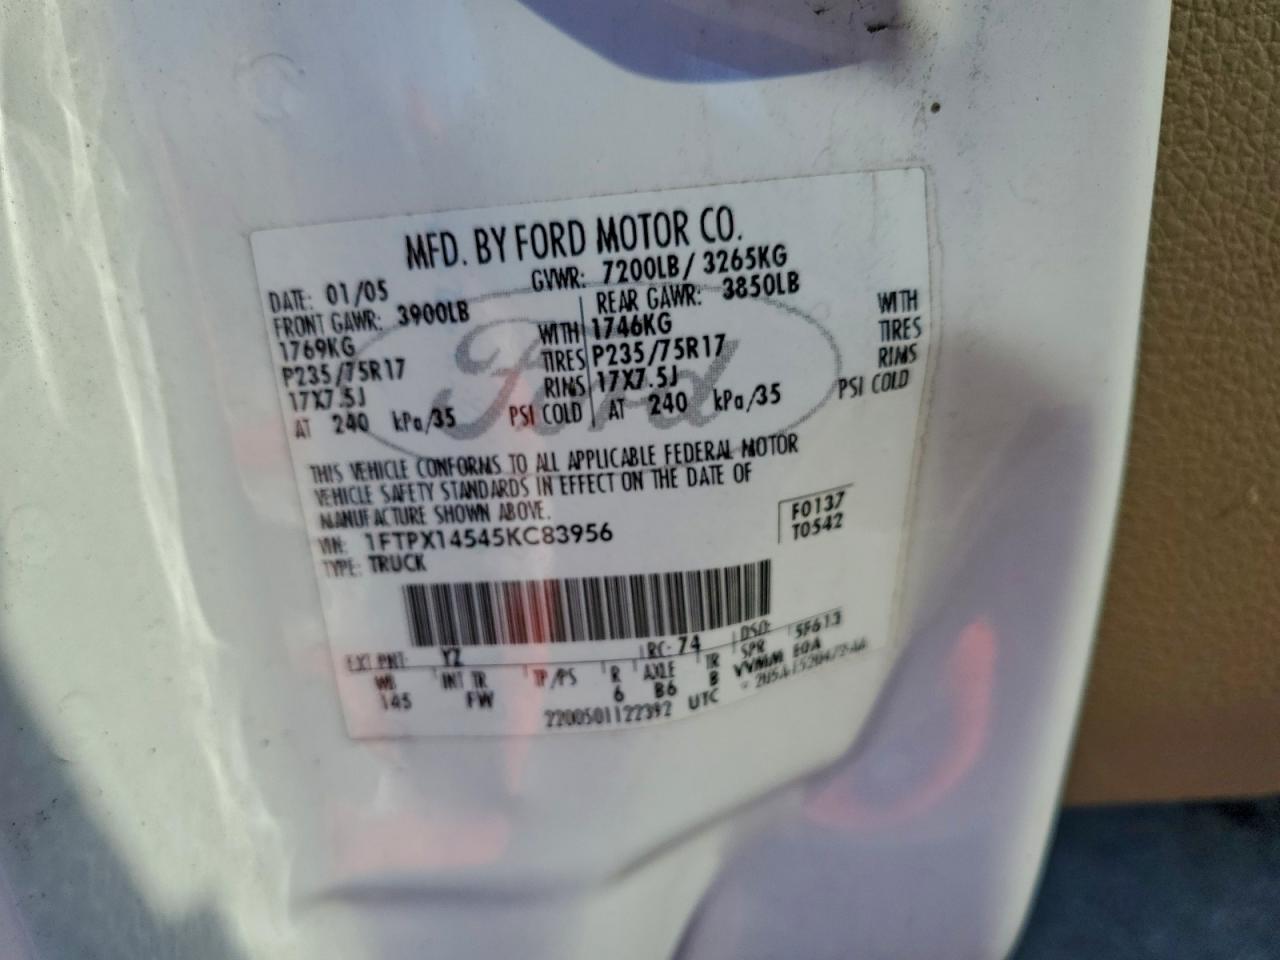 MFD. BY FORD MOTOR CO.
DATE: 01/05 GVWR: 7200LB / 3265KG
FRONT GAWR: 3900LB REAR GAWR: 3850LB
1769KG WITH 1746KG WITH
P235/75R17 TIRES P235/75R17 TIRES
17X7.5J RIMS 17X7.5J RIMS
AT 240 kPa/35 PSI COLD AT 240 kPa/35 PSI COLD
Ford
THIS VEHICLE CONFORMS TO ALL APPLICABLE FEDERAL MOTOR
VEHICLE SAFETY STANDARDS IN EFFECT ON THE DATE OF
MANUFACTURE SHOWN ABOVE.
VIN: 1FTPX14545KC83956 F0137
TYPE: TRUCK T0542
EXT PNT: YZ RC: 74 DSO: 5F613
WB INT TR TP/PS R AXLE TR SPR
145 FW 6 B6 B VVMM EQA
2200501122392 UTC